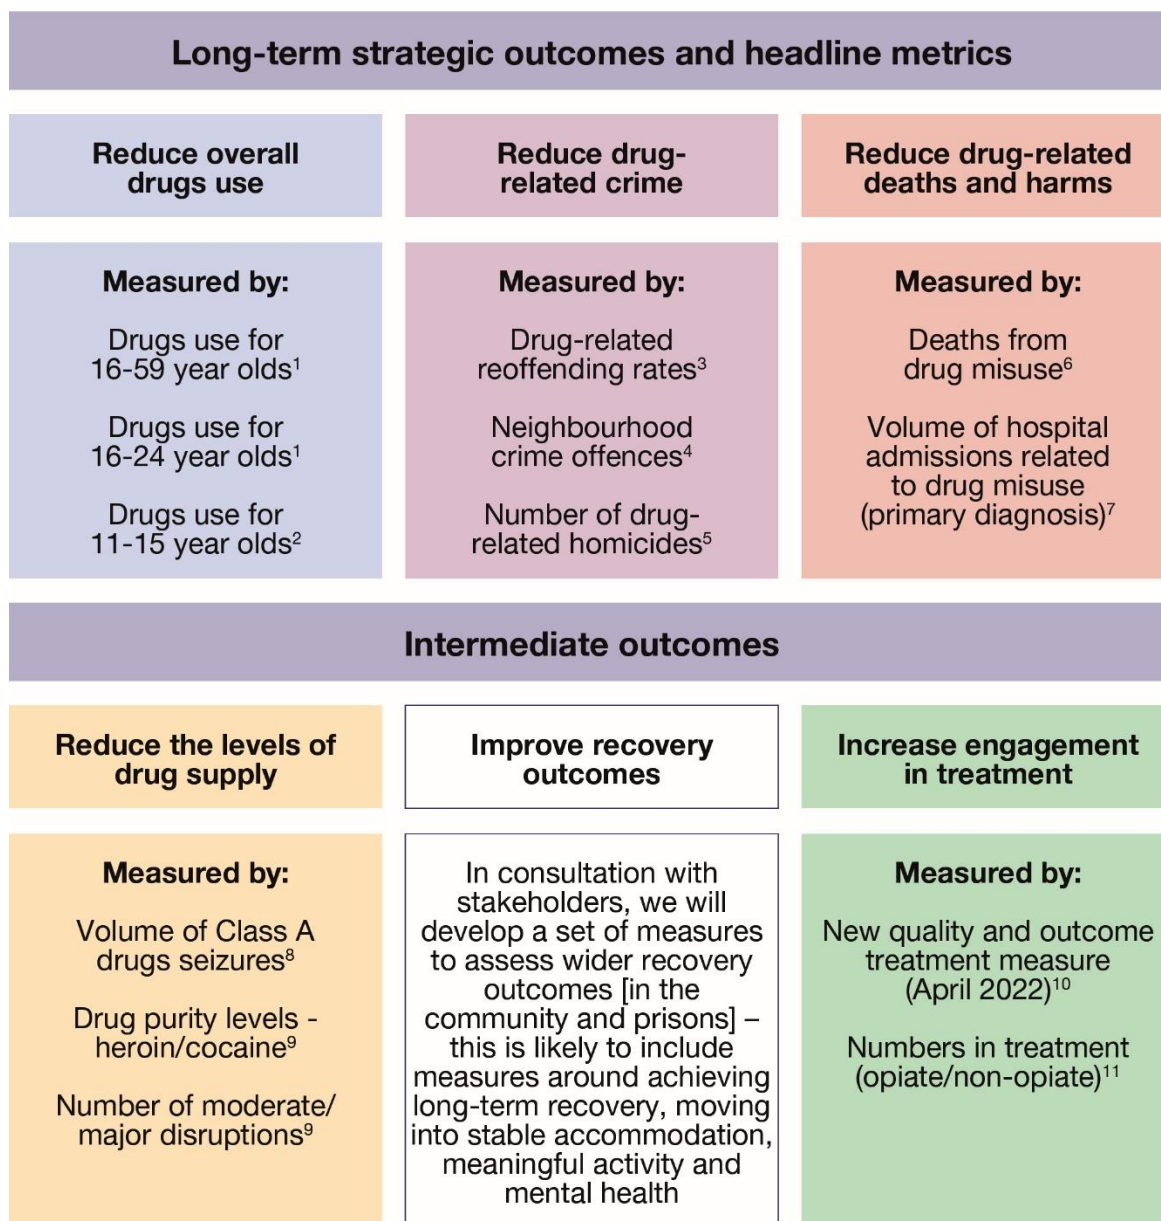 Long-term strategic outcomes and headline metrics
Reduce overall
drugs use
Measured by:
Drugs use for
16-59 year olds¹
Drugs use for
16-24 year olds¹
Drugs use for
11-15 year olds²
Reduce drug-
related crime
Measured by:
Drug-related
reoffending rates³
Neighbourhood
crime offences⁴
Number of drug-
related homicides⁵
Reduce drug-related
deaths and harms
Measured by:
Deaths from
drug misuse⁶
Volume of hospital
admissions related
to drug misuse
(primary diagnosis)⁷
Intermediate outcomes
Reduce the levels of
drug supply
Measured by:
Volume of Class A
drugs seizures⁸
Drug purity levels -
heroin/cocaine⁹
Number of moderate/
major disruptions⁹
Improve recovery
outcomes
In consultation with
stakeholders, we will
develop a set of measures
to assess wider recovery
outcomes [in the
community and prisons] –
this is likely to include
measures around achieving
long-term recovery, moving
into stable accommodation,
meaningful activity and
mental health
Increase engagement
in treatment
Measured by:
New quality and outcome
treatment measure
(April 2022)¹⁰
Numbers in treatment
(opiate/non-opiate)¹¹